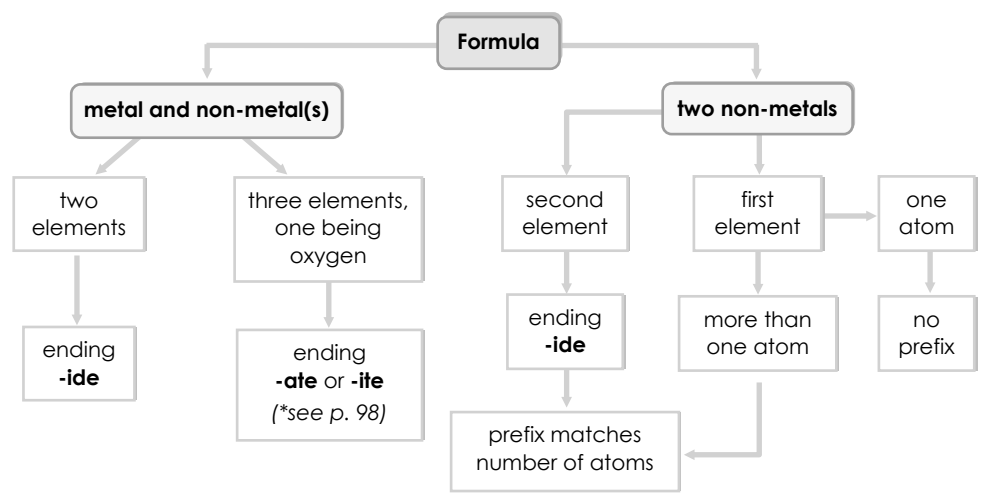 Formula
metal and non-metal(s)
two non-metals
two
elements
three elements,
one being
oxygen
second
element
first
element
one
atom
ending
-ide
ending
-ate or -ite
(*see p. 98)
ending
-ide
more than
one atom
no
prefix
prefix matches
number of atoms